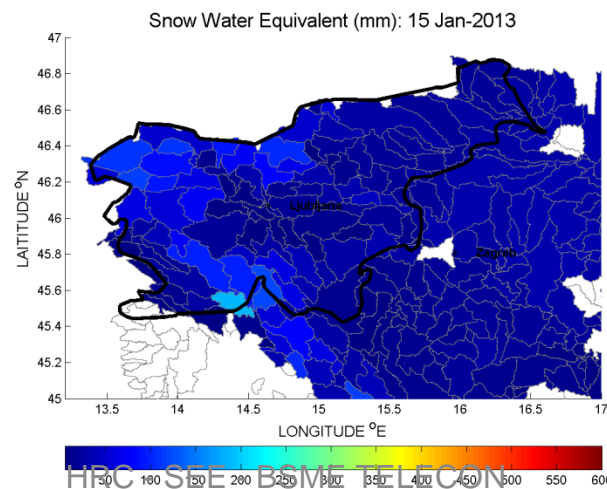 Snow Water Equivalent (mm): 15 Jan-2013
47
46.8
46.6
46.4
46.2
46
45.8
45.6
45.4
45.2
45
LAITITUDE °N
Ljubljana
Zagreb
13.5 14 14.5 15 15.5 16 16.5 17
LONGITUDE °E
50 100 150 200 250 300 350 400 450 500 550 600
HRC SEE BSME TELECON